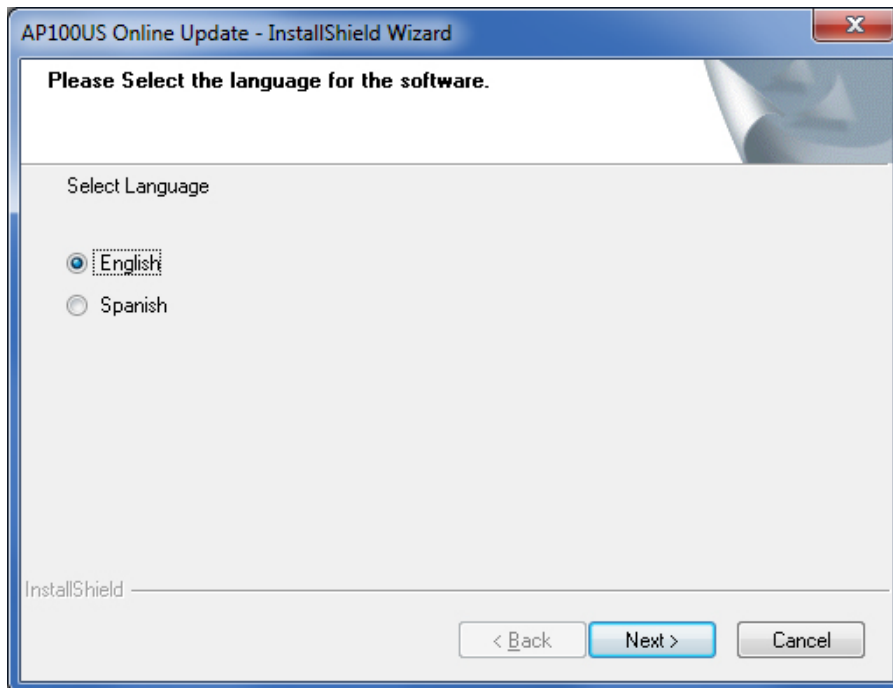 AP100US Online Update - InstallShield Wizard
Please Select the language for the software.
Select Language
English
Spanish
InstallShield
< Back
Next >
Cancel